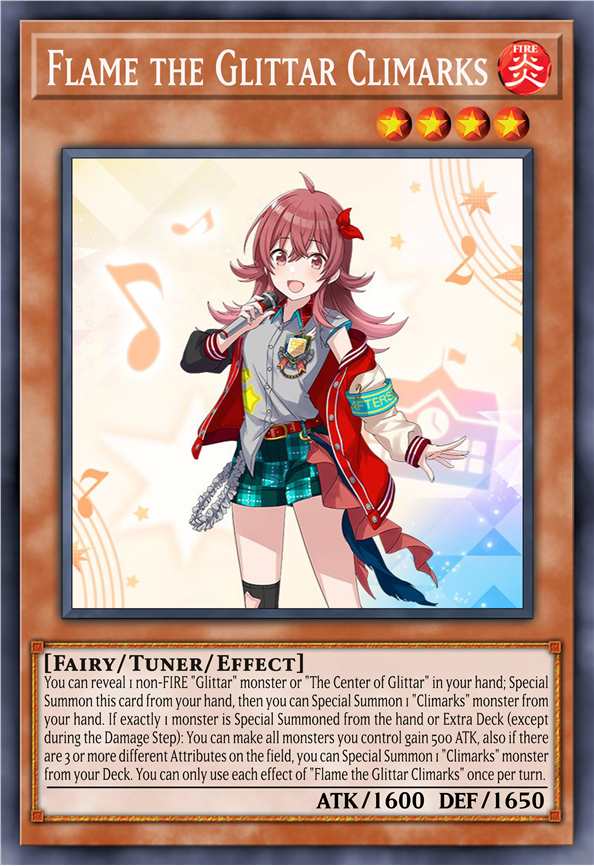 FLAME THE GLITTAR CLIMARKS
FIRE
炎
AFTERS
[FAIRY/TUNER/EFFECT]
You can reveal 1 non-FIRE "Glittar" monster or "The Center of Glittar" in your hand; Special
Summon this card from your hand, then you can Special Summon 1 "Climarks" monster from
your hand. If exactly 1 monster is Special Summoned from the hand or Extra Deck (except
during the Damage Step): You can make all monsters you control gain 500 ATK, also if there
are 3 or more different Attributes on the field, you can Special Summon 1 "Climarks" monster
from your Deck. You can only use each effect of "Flame the Glittar Climarks" once per turn.
ATK/1600 DEF/1650